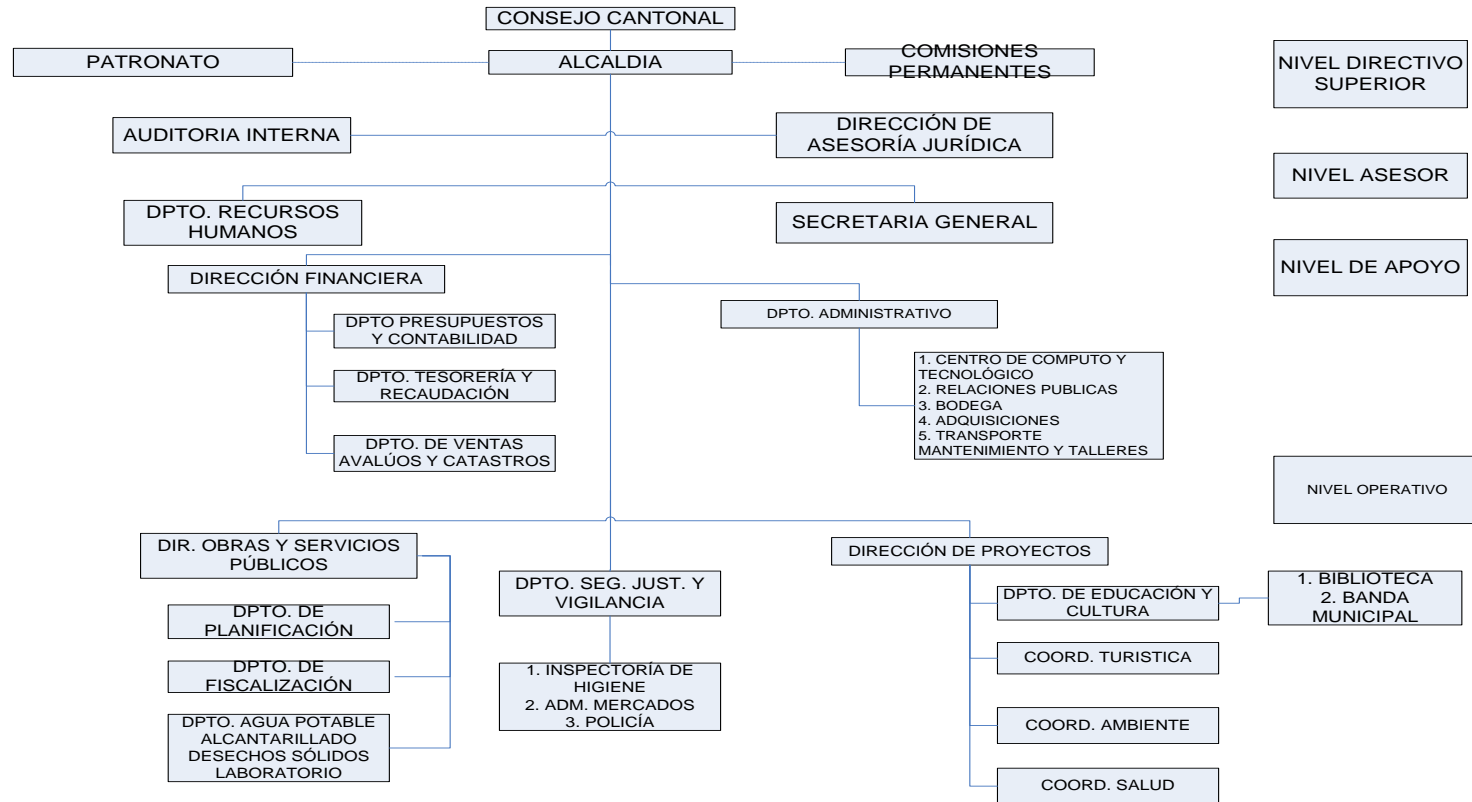 CONSEJO CANTONAL
PATRONATO
ALCALDIA
COMISIONES
PERMANENTES
NIVEL DIRECTIVO
SUPERIOR
AUDITORIA INTERNA
DIRECCIÓN DE
ASESORÍA JURÍDICA
NIVEL ASESOR
DPTO. RECURSOS
HUMANOS
SECRETARIA GENERAL
NIVEL DE APOYO
DIRECCIÓN FINANCIERA
DPTO PRESUPUESTOS
Y CONTABILIDAD
DPTO. TESORERÍA Y
RECAUDACIÓN
DPTO. DE VENTAS
AVALÚOS Y CATASTROS
DPTO. ADMINISTRATIVO
1. CENTRO DE COMPUTO Y
TECNOLÓGICO
2. RELACIONES PUBLICAS
3. BODEGA
4. ADQUISICIONES
5. TRANSPORTE
MANTENIMIENTO Y TALLERES
NIVEL OPERATIVO
DIR. OBRAS Y SERVICIOS
PÚBLICOS
DPTO. DE
PLANIFICACIÓN
DPTO. DE
FISCALIZACIÓN
DPTO. AGUA POTABLE
ALCANTARILLADO
DESECHOS SÓLIDOS
LABORATORIO
DPTO. SEG. JUST. Y
VIGILANCIA
1. INSPECTORÍA DE
HIGIENE
2. ADM. MERCADOS
3. POLICÍA
DIRECCIÓN DE PROYECTOS
DPTO. DE EDUCACIÓN Y
CULTURA
1. BIBLIOTECA
2. BANDA
MUNICIPAL
COORD. TURISTICA
COORD. AMBIENTE
COORD. SALUD